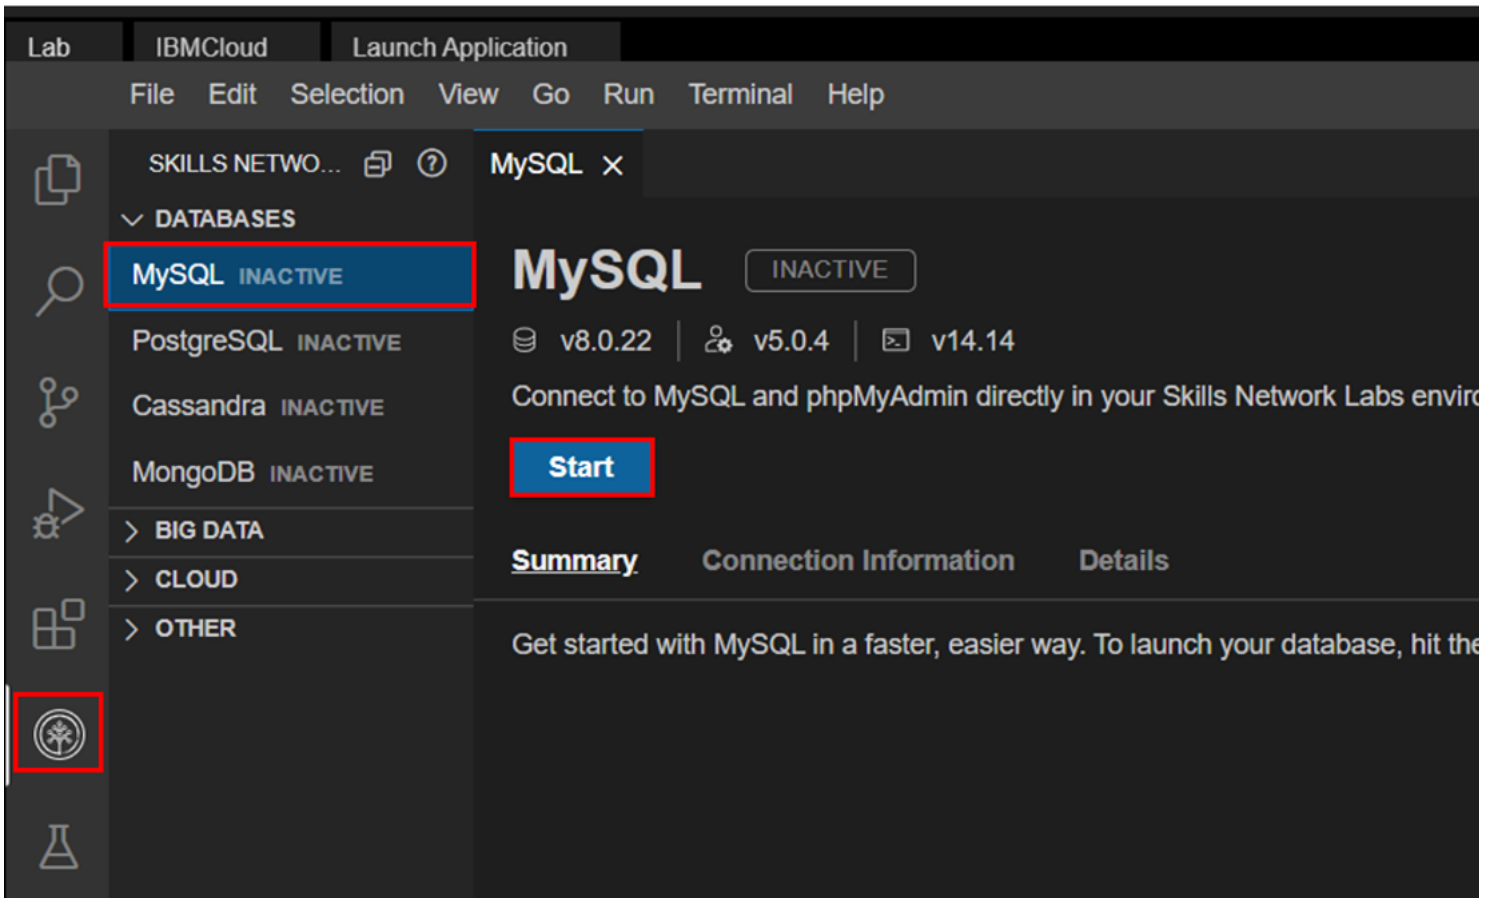 Lab IBMCloud Launch Application
File Edit Selection View Go Run Terminal Help
SKILLS NETWO...
DATABASES
MySQL INACTIVE
PostgreSQL INACTIVE
Cassandra INACTIVE
MongoDB INACTIVE
BIG DATA
CLOUD
OTHER
MySQL
MySQL INACTIVE
v8.0.22 v5.0.4 v14.14
Connect to MySQL and phpMyAdmin directly in your Skills Network Labs enviro
Start
Summary Connection Information Details
Get started with MySQL in a faster, easier way. To launch your database, hit the